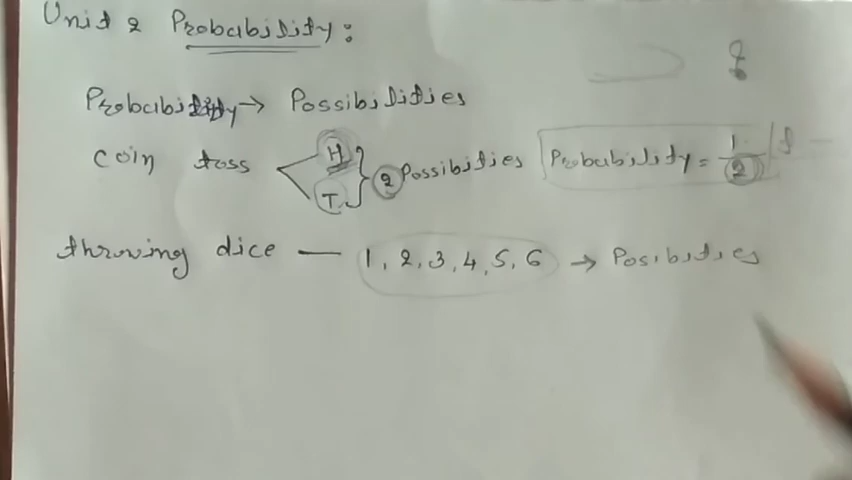 Unit 2 Probability:
Probability → Possibilities
coin toss H T } 2 Possibities Probability = 1/2
throwing dice — 1, 2, 3, 4, 5, 6 → Posibities